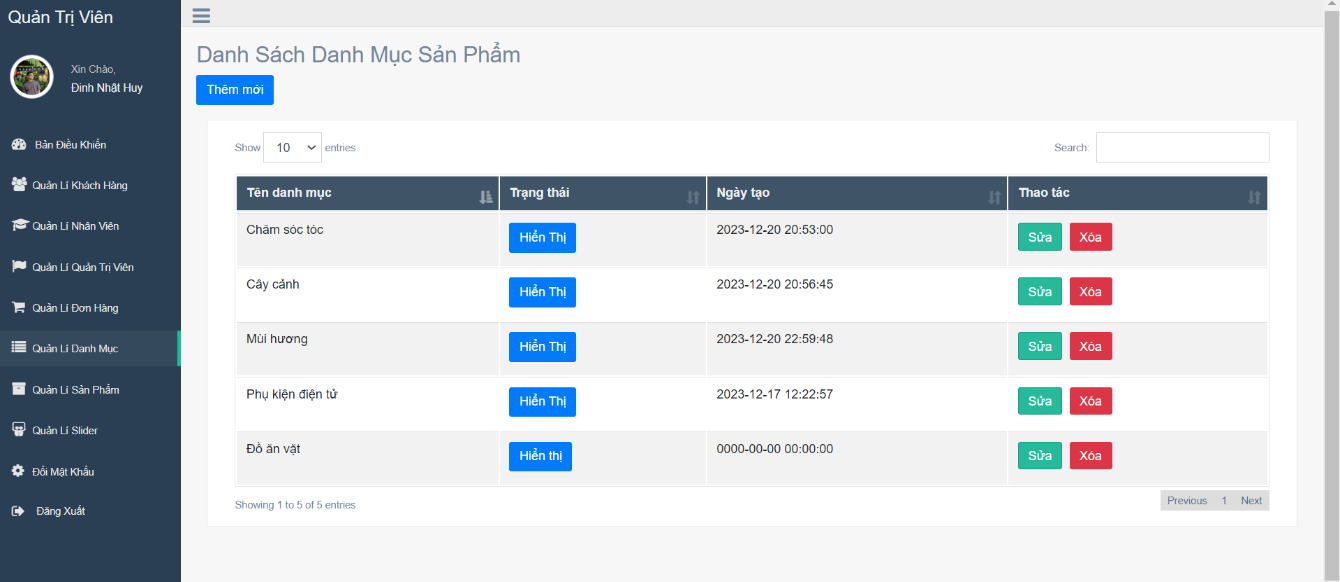 Quản Trị Viên
Xin Chào,
Đinh Nhật Huy
Bản Điều Khiển
Quản Lí Khách Hàng
Quản Lí Nhân Viên
Quản Lí Quản Trị Viên
Quản Lí Đơn Hàng
Quản Lí Danh Mục
Quản Lí Sản Phẩm
Quản Lí Slider
Đổi Mật Khẩu
Đăng Xuất
Danh Sách Danh Mục Sản Phẩm
Thêm mới
Show 10 entries Search:
Tên danh mục Trạng thái Ngày tạo Thao tác
Chăm sóc tóc Hiển Thị 2023-12-20 20:53:00 Sửa Xóa
Cây cảnh Hiển Thị 2023-12-20 20:56:45 Sửa Xóa
Mùi hương Hiển Thị 2023-12-20 22:59:48 Sửa Xóa
Phụ kiện điện tử Hiển Thị 2023-12-17 12:22:57 Sửa Xóa
Đồ ăn vặt Hiển thị 0000-00-00 00:00:00 Sửa Xóa
Showing 1 to 5 of 5 entries Previous 1 Next